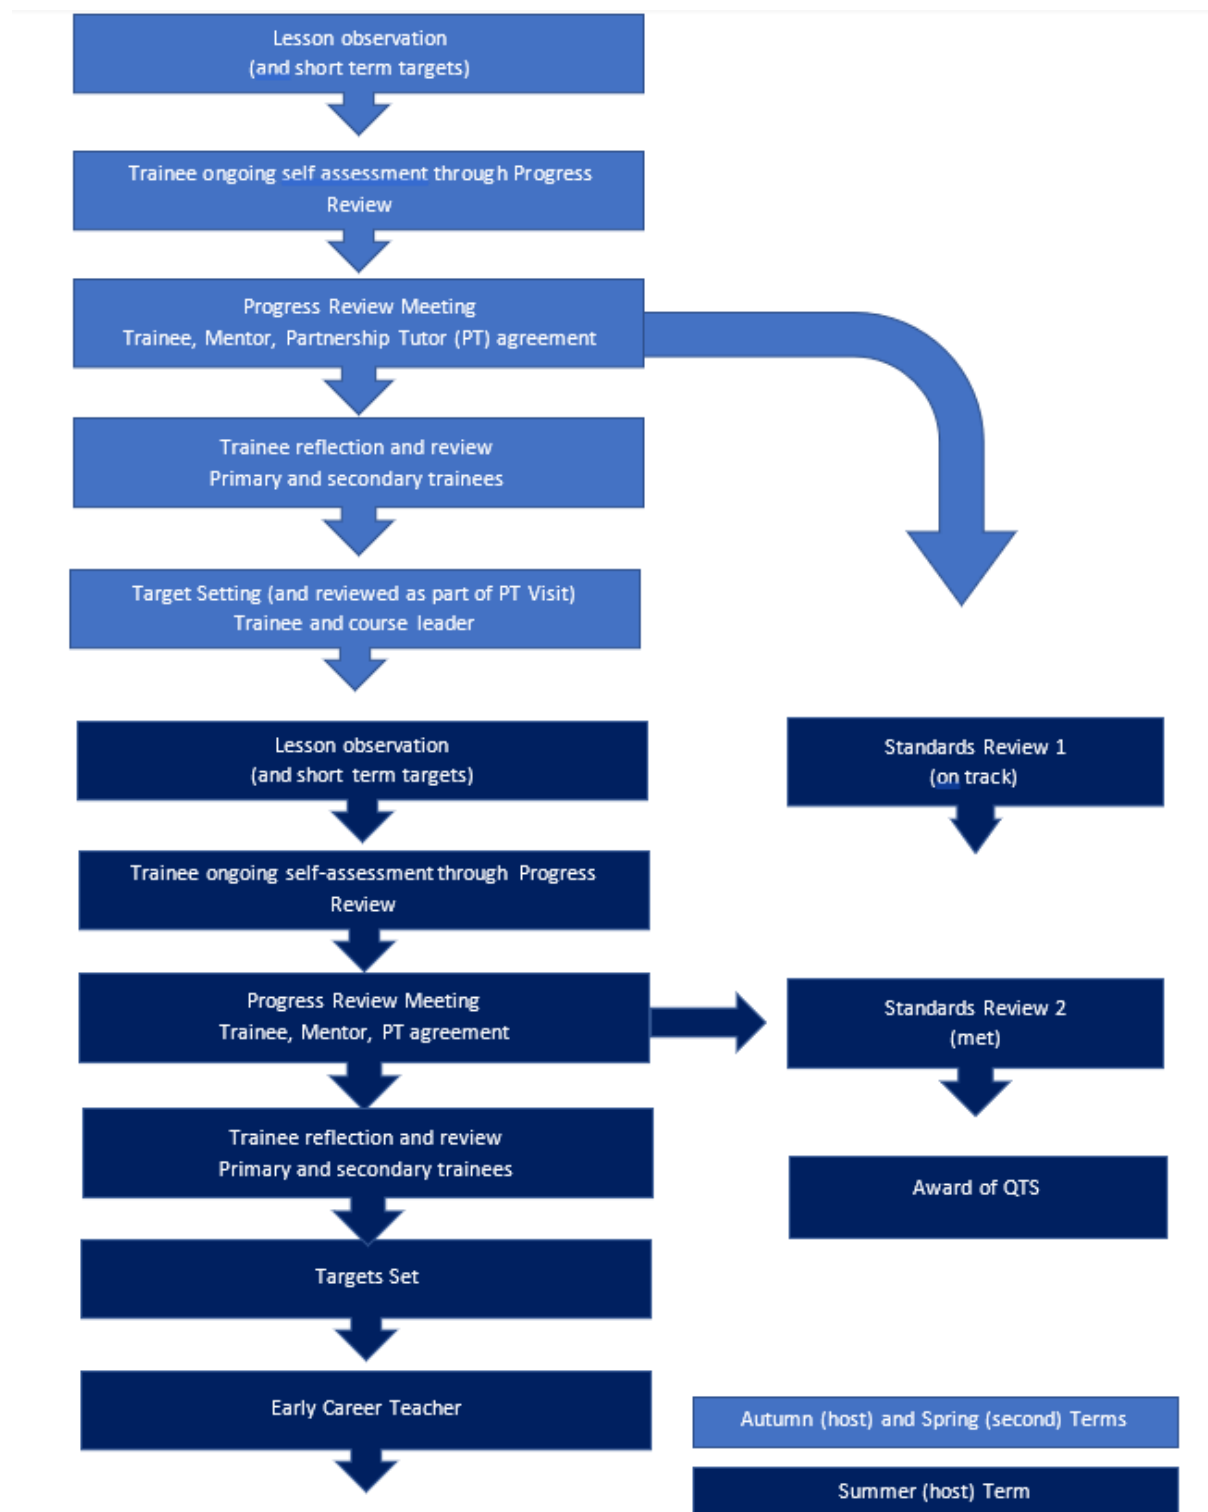 Lesson observation
(and short term targets)
Trainee ongoing self assessment through Progress
Review
Progress Review Meeting
Trainee, Mentor, Partnership Tutor (PT) agreement
Trainee reflection and review
Primary and secondary trainees
Target Setting (and reviewed as part of PT Visit)
Trainee and course leader
Lesson observation
(and short term targets)
Trainee ongoing self-assessment through Progress
Review
Progress Review Meeting
Trainee, Mentor, PT agreement
Trainee reflection and review
Primary and secondary trainees
Targets Set
Early Career Teacher
Standards Review 1
(on track)
Standards Review 2
(met)
Award of QTS
Autumn (host) and Spring (second) Terms
Summer (host) Term